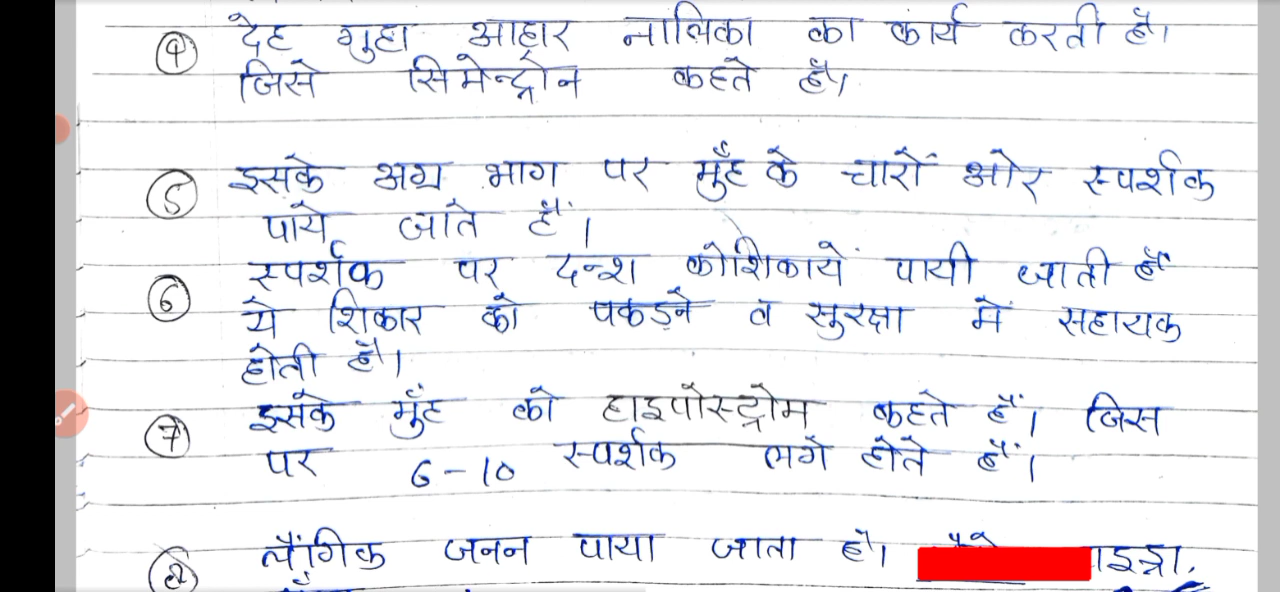 ④ देह गुहा आहार नालिका का कार्य करती है।
जिसे सिमेन्ट्रोन कहते हैं।
⑤ इसके अग्र भाग पर मुँह के चारों ओर स्पर्शक
पाये जाते हैं।
⑥ स्पर्शक पर दन्श कोशिकायें पायी जाती हैं
ये शिकार को पकड़ने व सुरक्षा में सहायक
होती है।
⑦ इसके मुँह को हाइपोस्ट्रोम कहते हैं। जिस
पर 6-10 स्पर्शक लगे होते हैं।
⑧ लैंगिक जनन पाया जाता है।